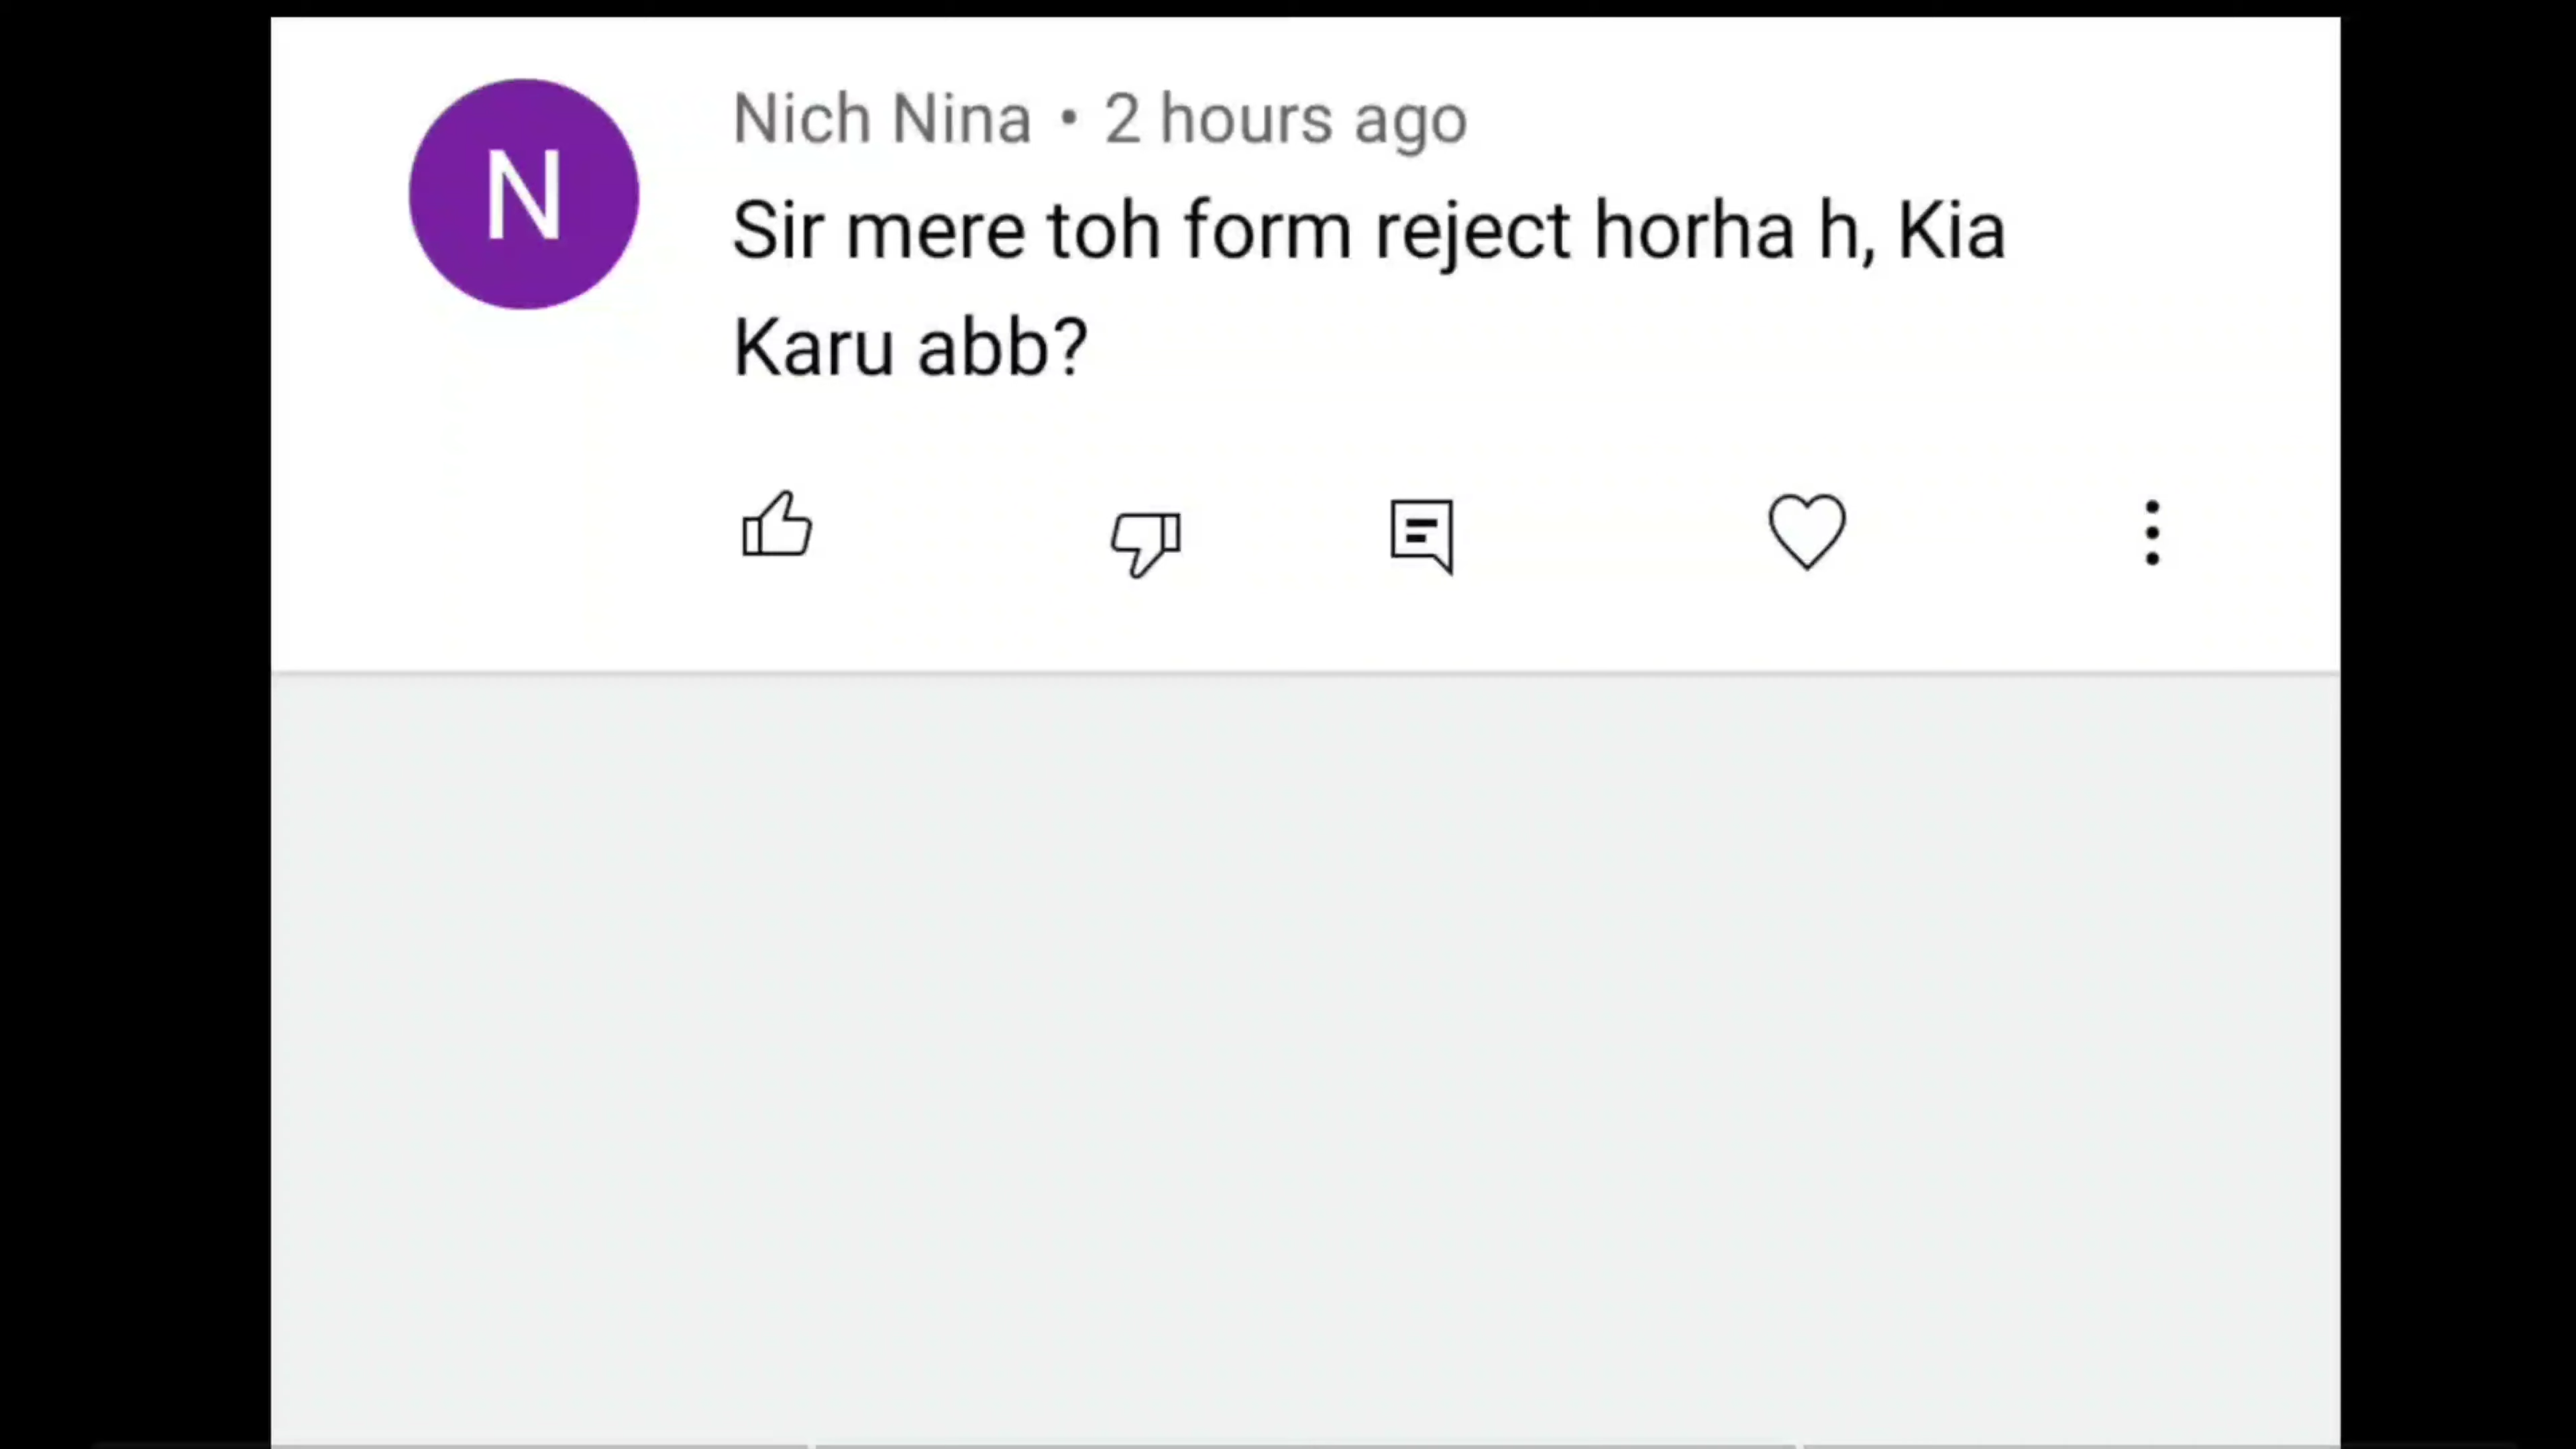 N
Nich Nina • 2 hours ago
Sir mere toh form reject horha h, Kia
Karu abb?